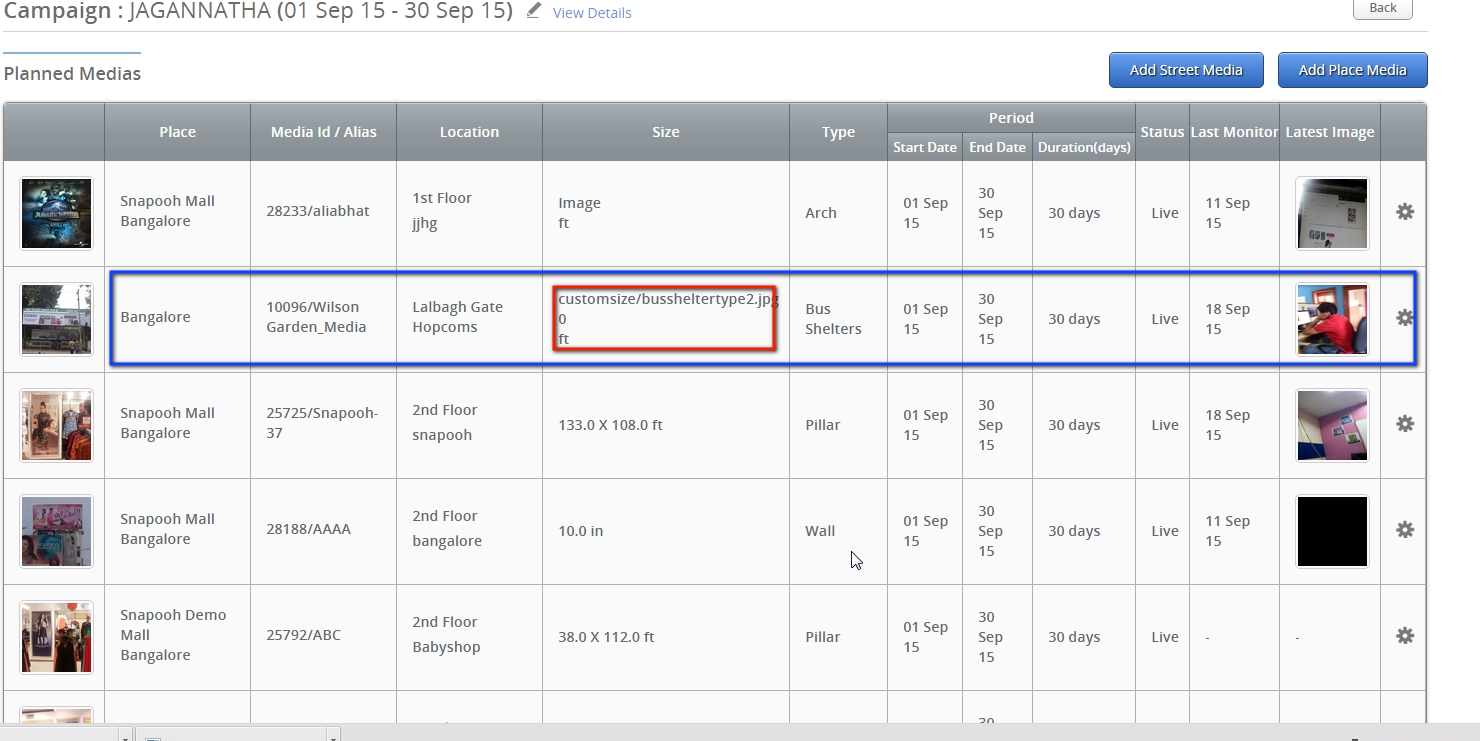 Campaign : JAGANNATHA (01 Sep 15 - 30 Sep 15) View Details
Back
Planned Medias
Add Street Media
Add Place Media
Place
Media Id / Alias
Location
Size
Type
Period
Start Date
End Date
Duration(days)
Status
Last Monitor
Latest Image
Snapooh Mall
Bangalore
28233/aliabhat
1st Floor
jjhg
Image
ft
Arch
01 Sep
15
30
Sep
15
30 days
Live
11 Sep
15
Bangalore
10096/Wilson
Garden_Media
Lalbagh Gate
Hopcoms
customsize/bussheltertype2.jpg
0
ft
Bus
Shelters
01 Sep
15
30
Sep
15
30 days
Live
18 Sep
15
Snapooh Mall
Bangalore
25725/Snapooh-
37
2nd Floor
snapooh
133.0 X 108.0 ft
Pillar
01 Sep
15
30
Sep
15
30 days
Live
18 Sep
15
Snapooh Mall
Bangalore
28188/AAAA
2nd Floor
bangalore
10.0 in
Wall
01 Sep
15
30
Sep
15
30 days
Live
11 Sep
15
Snapooh Demo
Mall
Bangalore
25792/ABC
2nd Floor
Babyshop
38.0 X 112.0 ft
Pillar
01 Sep
15
30
Sep
15
30 days
Live
-
-